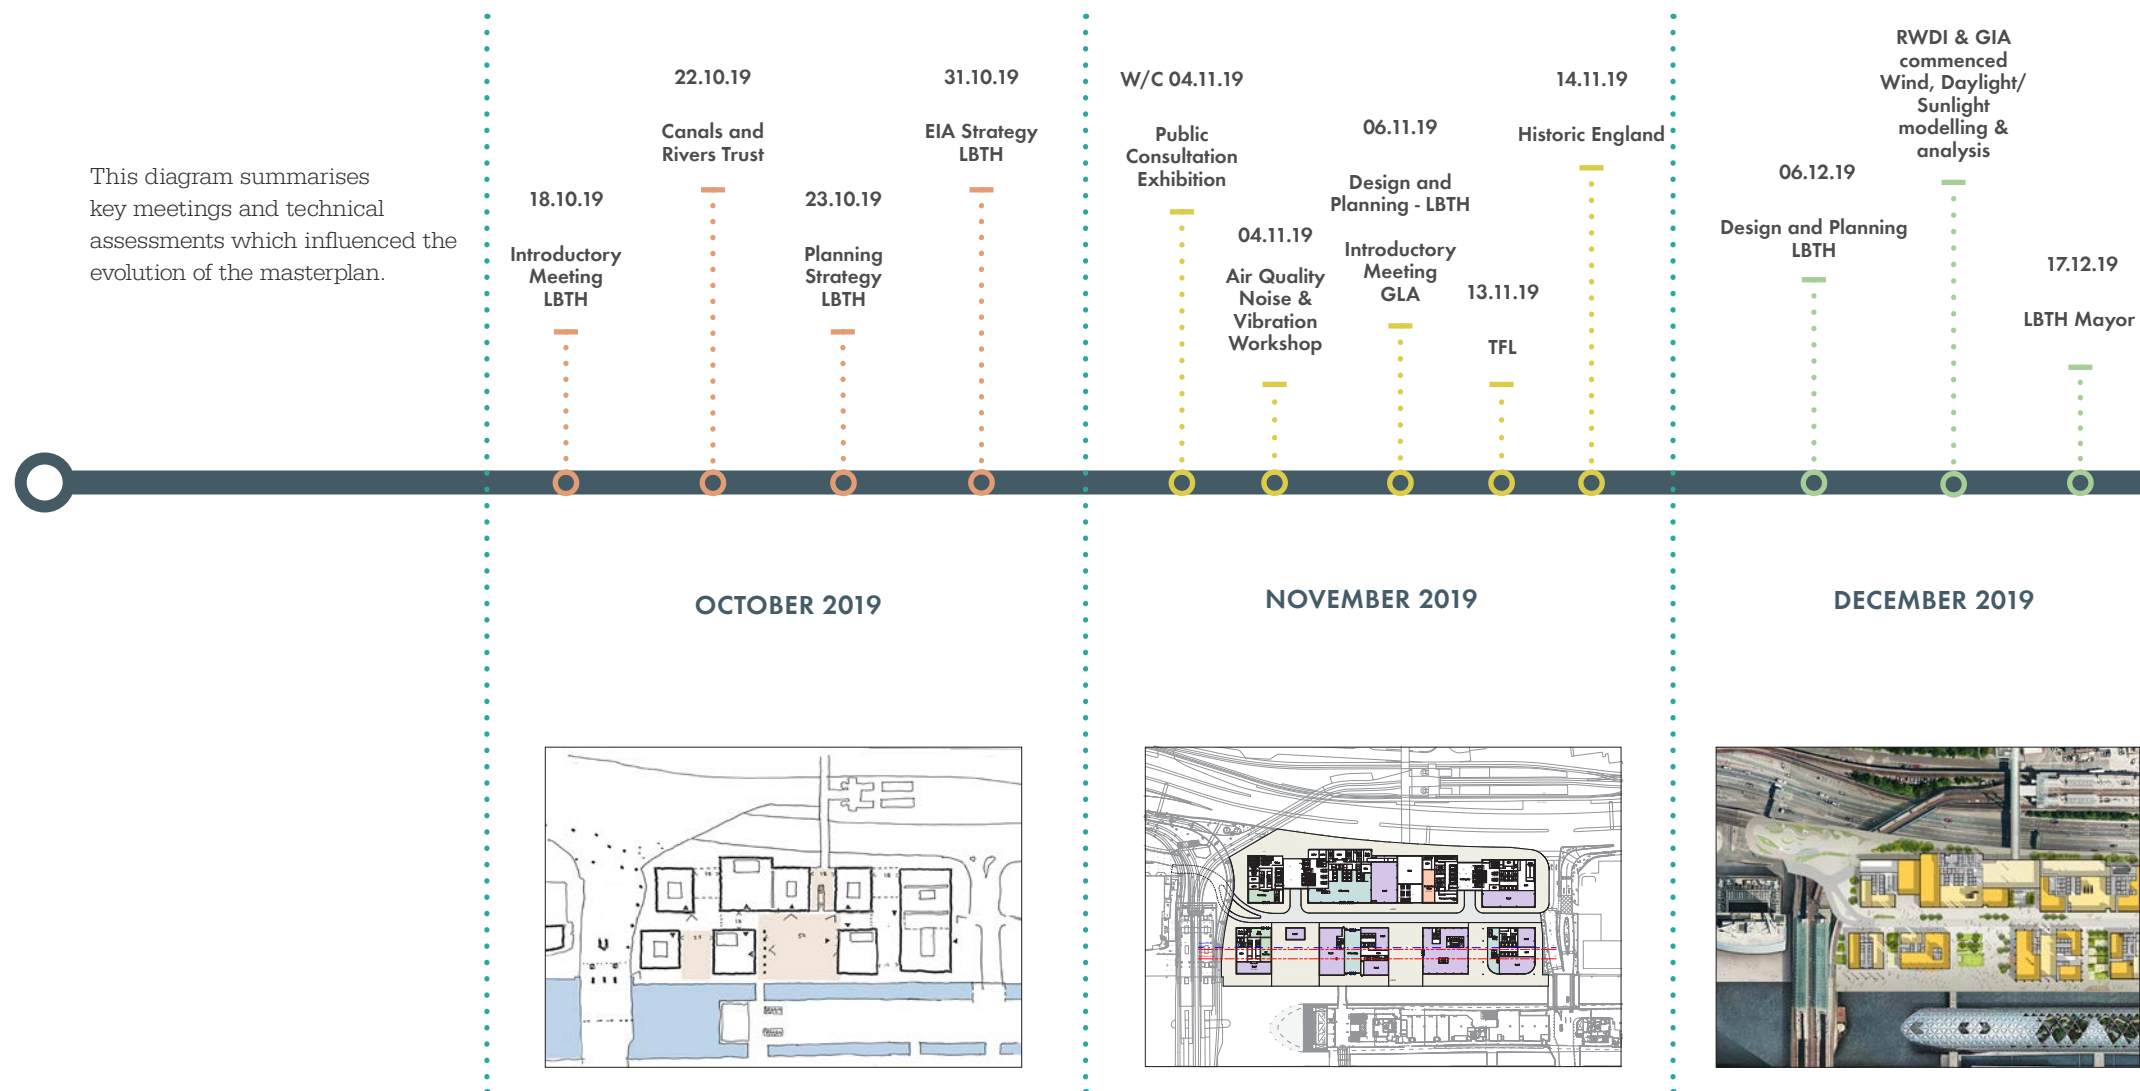 This diagram summarises
key meetings and technical
assessments which influenced the
evolution of the masterplan.
18.10.19
Introductory
Meeting
LBTH
22.10.19
Canals and
Rivers Trust
23.10.19
Planning
Strategy
LBTH
31.10.19
EIA Strategy
LBTH
W/C 04.11.19
Public
Consultation
Exhibition
04.11.19
Air Quality
Noise &
Vibration
Workshop
06.11.19
Design and
Planning - LBTH
Introductory
Meeting
GLA
13.11.19
TFL
14.11.19
Historic England
06.12.19
Design and Planning
LBTH
RWDI & GIA
commenced
Wind, Daylight/
Sunlight
modelling &
analysis
17.12.19
LBTH Mayor
OCTOBER 2019
NOVEMBER 2019
DECEMBER 2019